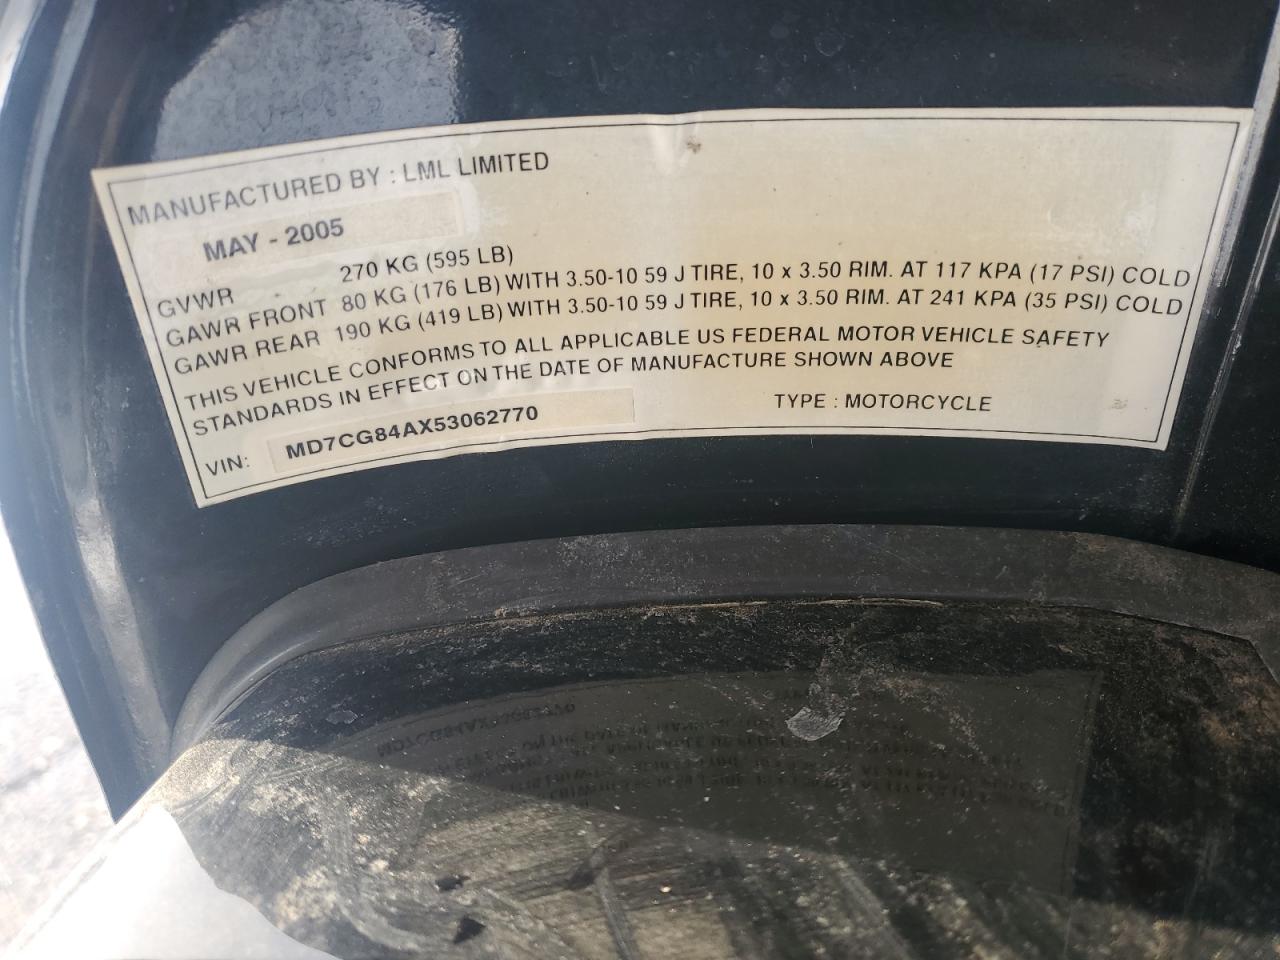 MANUFACTURED BY : LML LIMITED
MAY - 2005
GVWR 270 KG (595 LB)
GAWR FRONT 80 KG (176 LB) WITH 3.50-10 59 J TIRE, 10 x 3.50 RIM. AT 117 KPA (17 PSI) COLD
GAWR REAR 190 KG (419 LB) WITH 3.50-10 59 J TIRE, 10 x 3.50 RIM. AT 241 KPA (35 PSI) COLD
THIS VEHICLE CONFORMS TO ALL APPLICABLE US FEDERAL MOTOR VEHICLE SAFETY
STANDARDS IN EFFECT ON THE DATE OF MANUFACTURE SHOWN ABOVE
VIN: MD7CG84AX53062770 TYPE : MOTORCYCLE